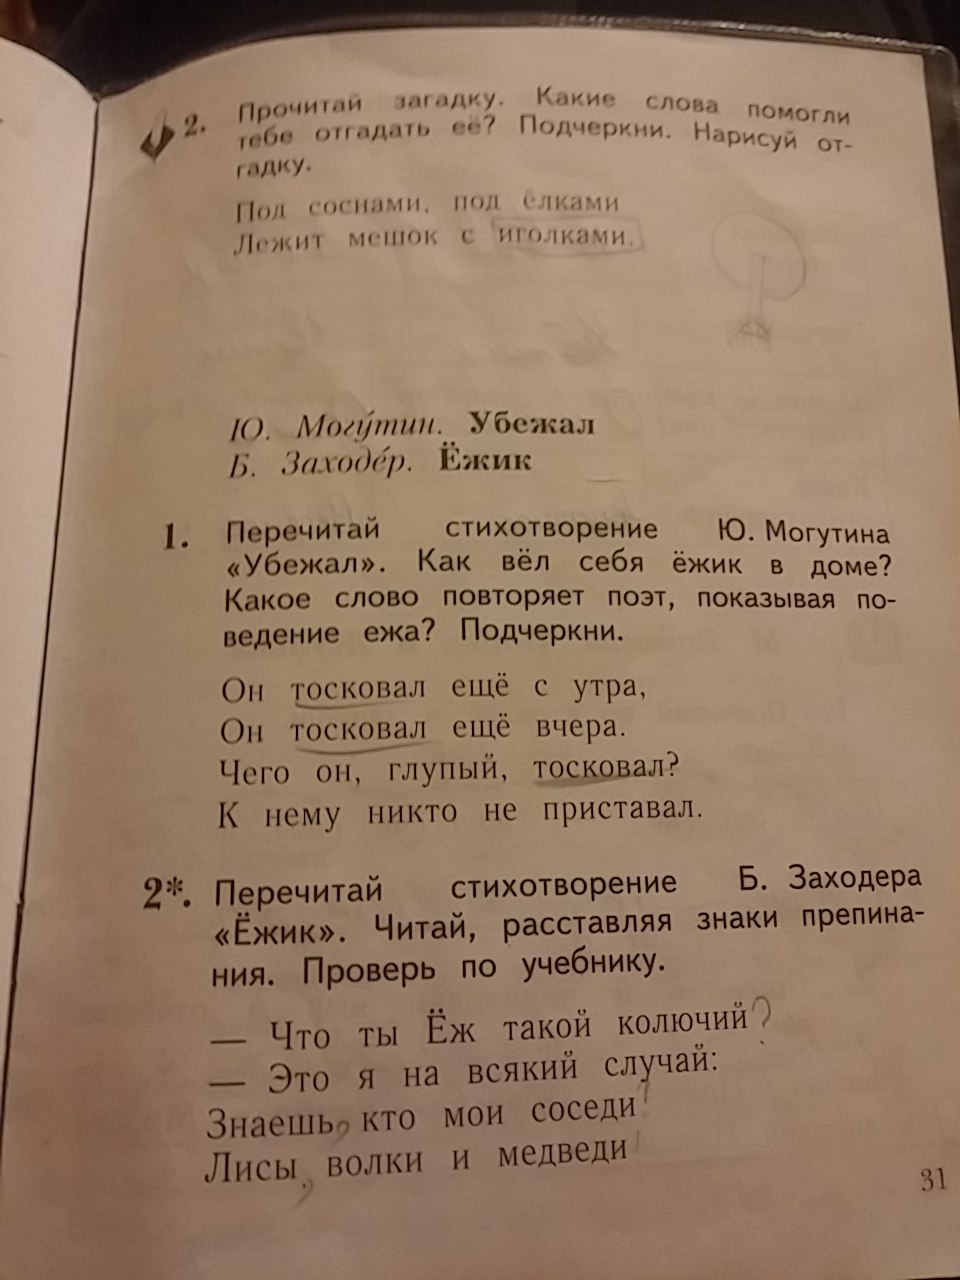 2. Прочитай загадку. Какие слова помогли
тебе отгадать её? Подчеркни. Нарисуй от-
гадку.
Под соснами, под ёлками
Лежит мешок с иголками.
Ю. Могу́тин. Убежал
Б. Заходе́р. Ёжик
1. Перечитай стихотворение Ю. Могутина
«Убежал». Как вёл себя ёжик в доме?
Какое слово повторяет поэт, показывая по-
ведение ежа? Подчеркни.
Он тосковал ещё с утра,
Он тосковал ещё вчера.
Чего он, глупый, тосковал?
К нему никто не приставал.
2*. Перечитай стихотворение Б. Заходера
«Ёжик». Читай, расставляя знаки препина-
ния. Проверь по учебнику.
— Что ты Ёж такой колючий?
— Это я на всякий случай:
Знаешь, кто мои соседи?
Лисы, волки и медведи!
31